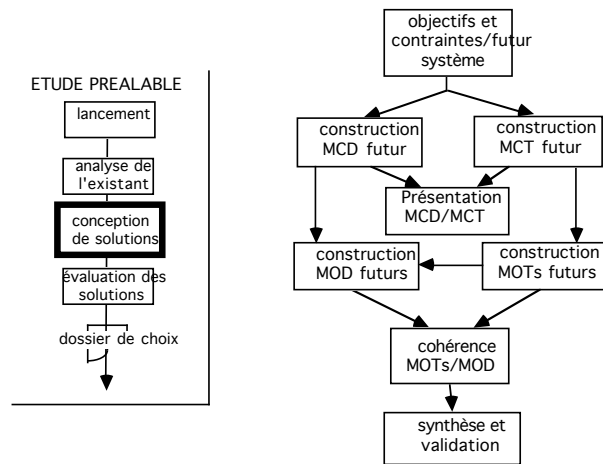 ETUDE PREALABLE
lancement
analyse de
l'existant
conception
de solutions
évaluation des
solutions
dossier de choix
objectifs et
contraintes/futur
système
construction
MCD futur
construction
MCT futur
Présentation
MCD/MCT
construction
MOD futurs
construction
MOTs futurs
cohérence
MOTs/MOD
synthèse et
validation